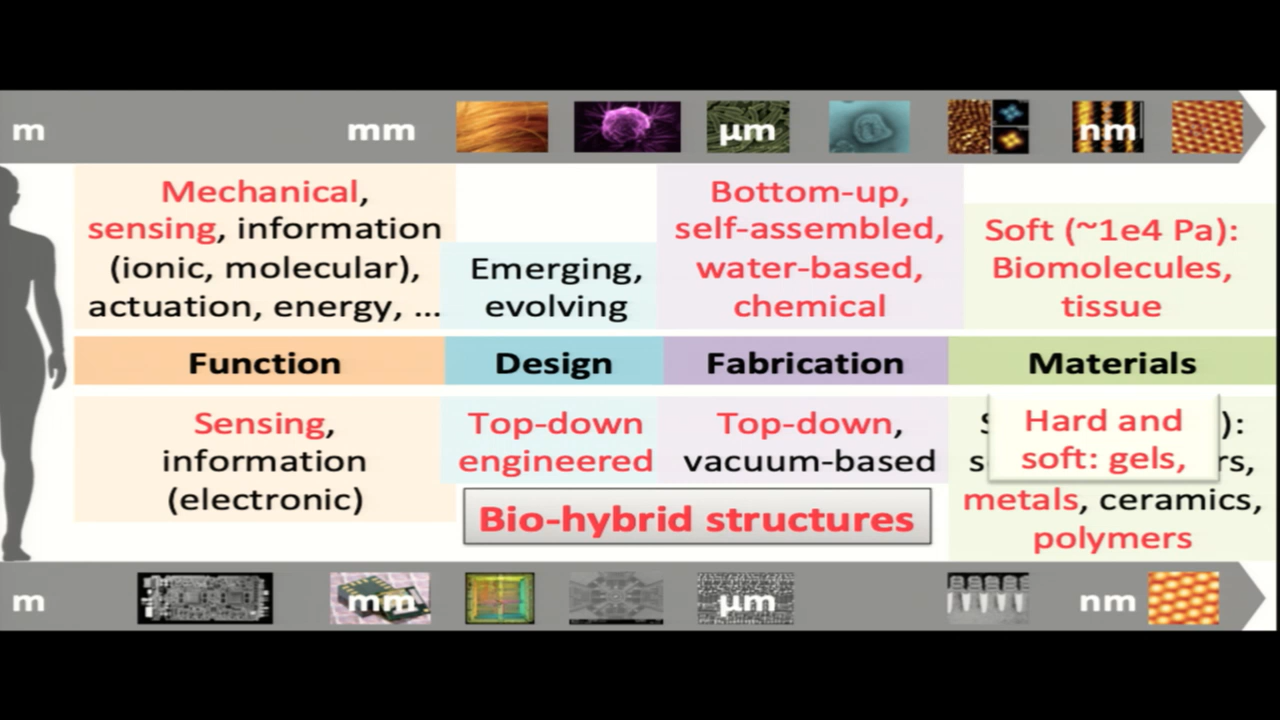 m mm µm nm
Mechanical,
sensing, information
(ionic, molecular),
actuation, energy, ...
Emerging,
evolving
Bottom-up,
self-assembled,
water-based,
chemical
Soft (~1e4 Pa):
Biomolecules,
tissue
Function Design Fabrication Materials
Sensing,
information
(electronic)
Top-down
engineered
Top-down,
vacuum-based
Hard and
soft: gels,
metals, ceramics,
polymers
Bio-hybrid structures
m mm µm nm